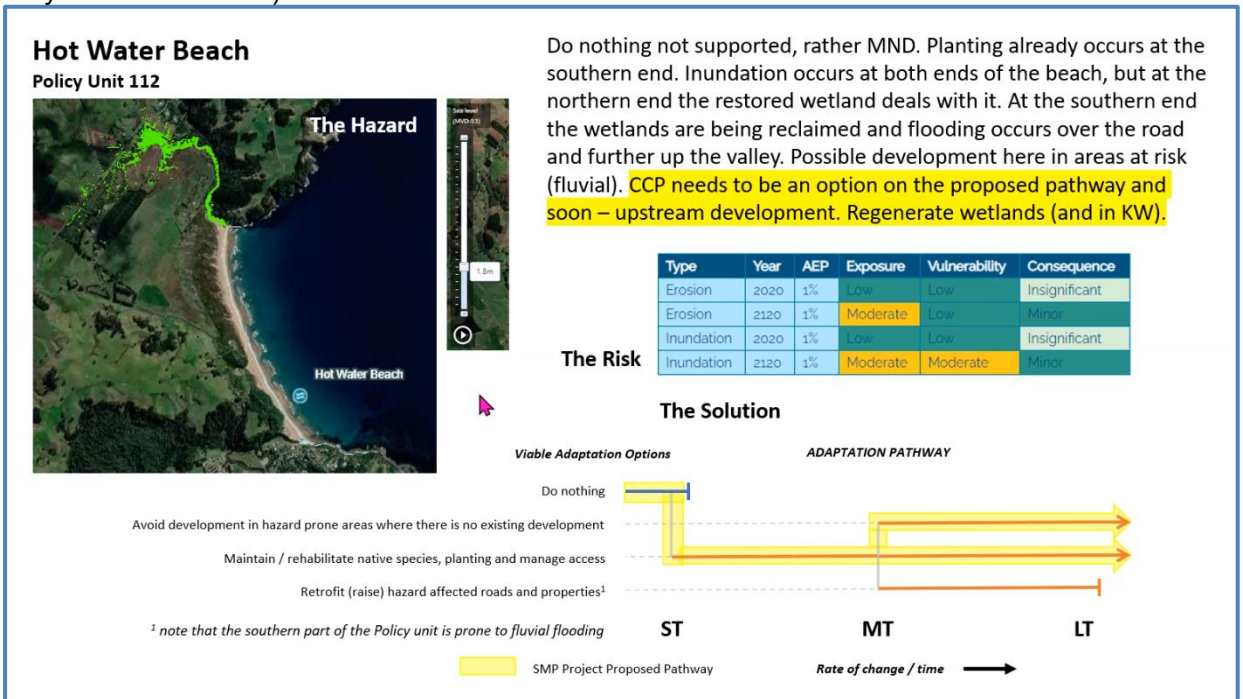 Hot Water Beach
Policy Unit 112
The Hazard
Sea level
(MVD-53)
1.8m
Hot Water Beach
Do nothing not supported, rather MND. Planting already occurs at the
southern end. Inundation occurs at both ends of the beach, but at the
northern end the restored wetland deals with it. At the southern end
the wetlands are being reclaimed and flooding occurs over the road
and further up the valley. Possible development here in areas at risk
(fluvial). CCP needs to be an option on the proposed pathway and
soon – upstream development. Regenerate wetlands (and in KW).
The Risk
Type Year AEP Exposure Vulnerability Consequence
Erosion 2020 1% Low Low Insignificant
Erosion 2120 1% Moderate Low Minor
Inundation 2020 1% Low Low Insignificant
Inundation 2120 1% Moderate Moderate Minor
The Solution
Viable Adaptation Options
ADAPTATION PATHWAY
Do nothing
Avoid development in hazard prone areas where there is no existing development
Maintain / rehabilitate native species, planting and manage access
Retrofit (raise) hazard affected roads and properties¹
¹ note that the southern part of the Policy unit is prone to fluvial flooding
ST MT LT
SMP Project Proposed Pathway
Rate of change / time